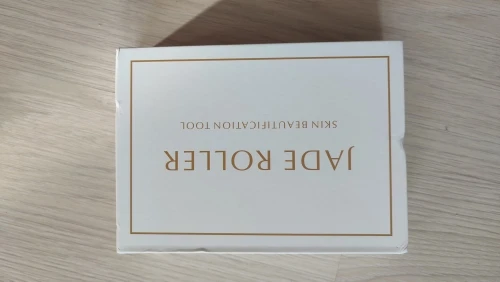 JADE ROLLER
SKIN BEAUTIFICATION TOOL